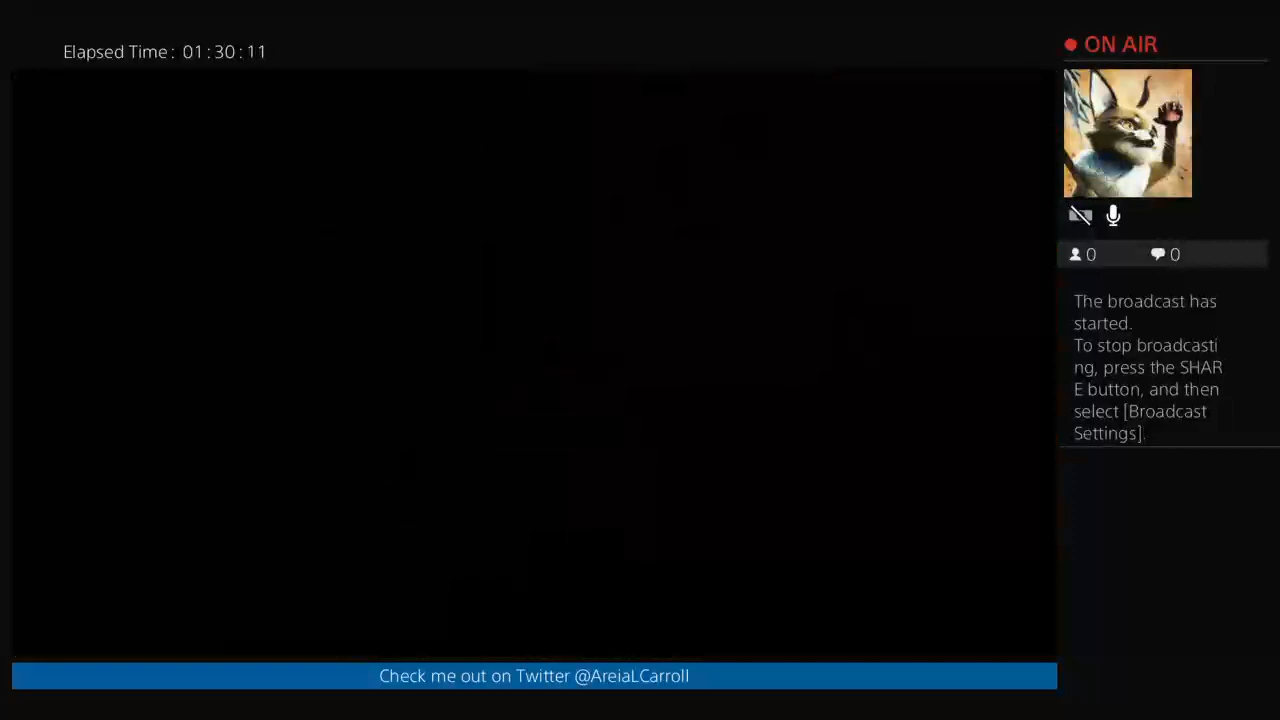 Elapsed Time: 01:30:11
ON AIR
0 0
The broadcast has
started.
To stop broadcasti
ng, press the SHAR
E button, and then
select [Broadcast
Settings].
Check me out on Twitter @AreiaLCarroll